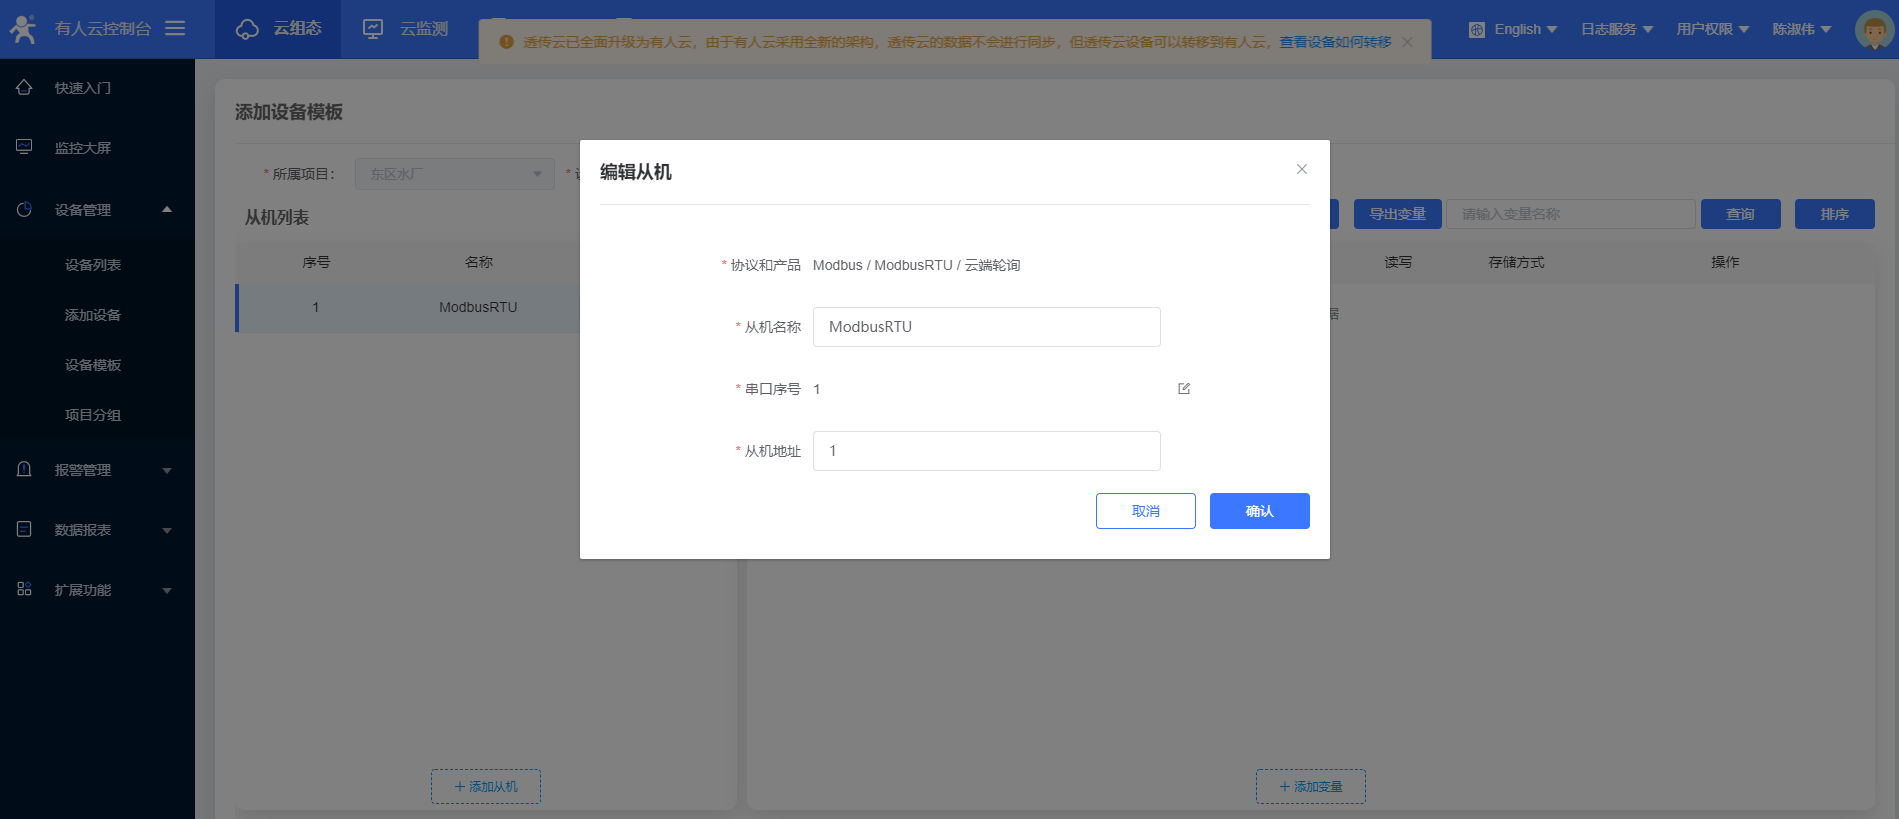 有人云控制台
云组态
云监测
透传云已全面升级为有人云，由于有人云采用全新的架构，透传云的数据不会进行同步，但透传云设备可以转移到有人云，查看设备如何转移
English
日志服务
用户权限
陈淑伟
快速入门
监控大屏
设备管理
设备列表
添加设备
设备模板
项目分组
报警管理
数据报表
扩展功能
添加设备模板
* 所属项目：
东区水厂
*
从机列表
导出变量
请输入变量名称
查询
排序
序号 名称
读写 存储方式 操作
1 ModbusRTU
编辑从机
* 协议和产品 Modbus / ModbusRTU / 云端轮询
* 从机名称 ModbusRTU
* 串口序号 1
* 从机地址 1
取消
确认
+ 添加从机
+ 添加变量